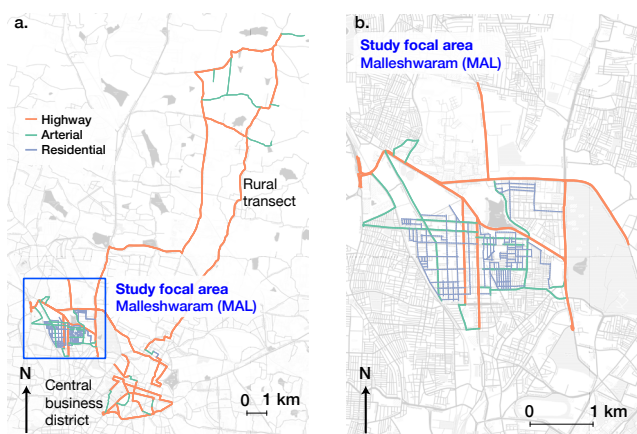 a.
Highway
Arterial
Residential
Rural
transect
Study focal area
Malleshwaram (MAL)
N
Central
business
district
0 1 km
b.
Study focal area
Malleshwaram (MAL)
N
0 1 km